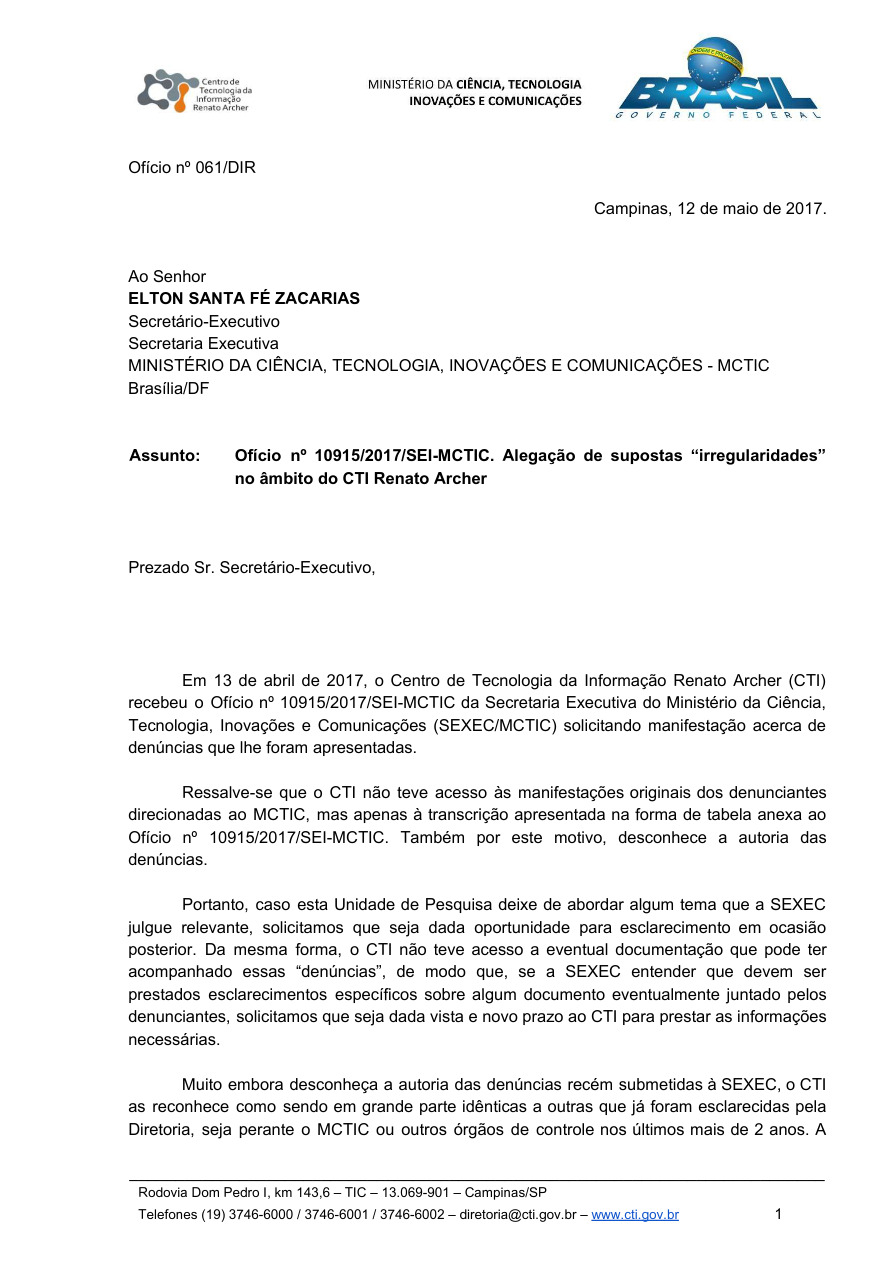 Centro de
Tecnologia da
Informação
Renato Archer
MINISTÉRIO DA CIÊNCIA, TECNOLOGIA
INOVAÇÕES E COMUNICAÇÕES
ORDEM E PROGRESSO
BRASIL
GOVERNO FEDERAL
Ofício nº 061/DIR
Campinas, 12 de maio de 2017.
Ao Senhor
ELTON SANTA FÉ ZACARIAS
Secretário-Executivo
Secretaria Executiva
MINISTÉRIO DA CIÊNCIA, TECNOLOGIA, INOVAÇÕES E COMUNICAÇÕES - MCTIC
Brasília/DF
Assunto: Ofício nº 10915/2017/SEI-MCTIC. Alegação de supostas “irregularidades”
no âmbito do CTI Renato Archer
Prezado Sr. Secretário-Executivo,
Em 13 de abril de 2017, o Centro de Tecnologia da Informação Renato Archer (CTI)
recebeu o Ofício nº 10915/2017/SEI-MCTIC da Secretaria Executiva do Ministério da Ciência,
Tecnologia, Inovações e Comunicações (SEXEC/MCTIC) solicitando manifestação acerca de
denúncias que lhe foram apresentadas.
Ressalve-se que o CTI não teve acesso às manifestações originais dos denunciantes
direcionadas ao MCTIC, mas apenas à transcrição apresentada na forma de tabela anexa ao
Ofício nº 10915/2017/SEI-MCTIC. Também por este motivo, desconhece a autoria das
denúncias.
Portanto, caso esta Unidade de Pesquisa deixe de abordar algum tema que a SEXEC
julgue relevante, solicitamos que seja dada oportunidade para esclarecimento em ocasião
posterior. Da mesma forma, o CTI não teve acesso a eventual documentação que pode ter
acompanhado essas “denúncias”, de modo que, se a SEXEC entender que devem ser
prestados esclarecimentos específicos sobre algum documento eventualmente juntado pelos
denunciantes, solicitamos que seja dada vista e novo prazo ao CTI para prestar as informações
necessárias.
Muito embora desconheça a autoria das denúncias recém submetidas à SEXEC, o CTI
as reconhece como sendo em grande parte idênticas a outras que já foram esclarecidas pela
Diretoria, seja perante o MCTIC ou outros órgãos de controle nos últimos mais de 2 anos. A
Rodovia Dom Pedro I, km 143,6 – TIC – 13.069-901 – Campinas/SP
Telefones (19) 3746-6000 / 3746-6001 / 3746-6002 – diretoria@cti.gov.br – www.cti.gov.br 1